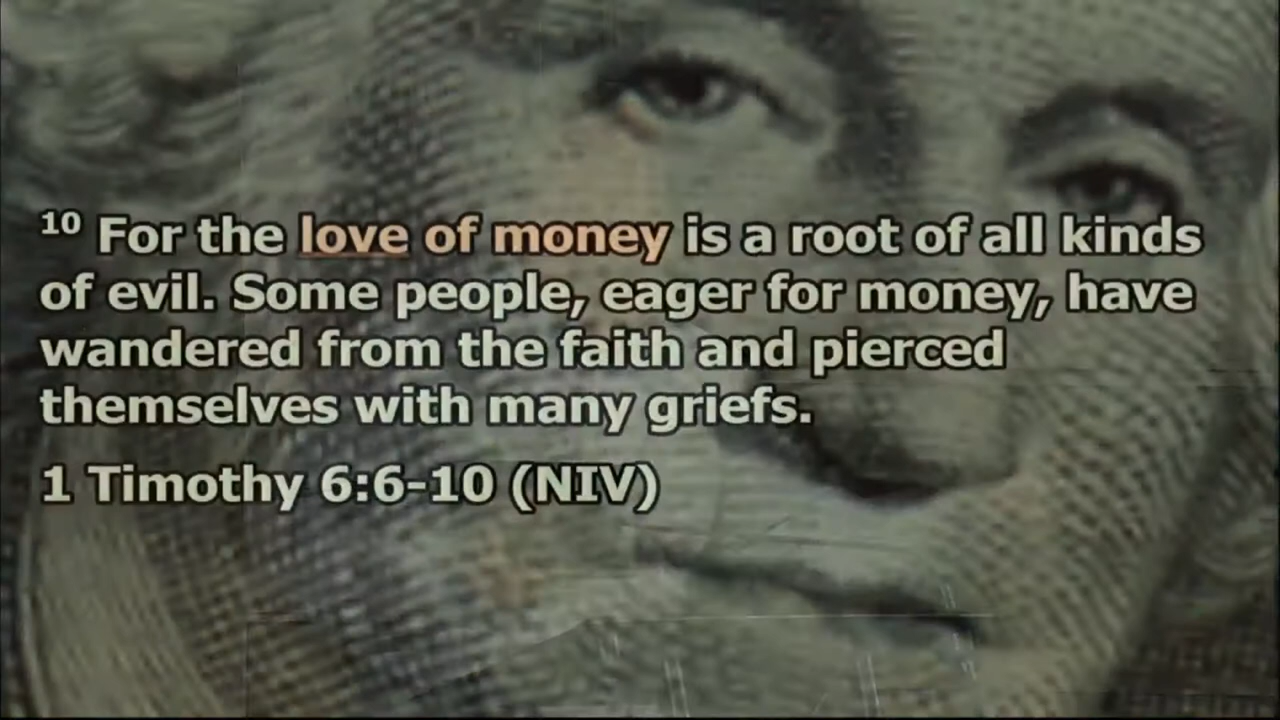 10 For the love of money is a root of all kinds
of evil. Some people, eager for money, have
wandered from the faith and pierced
themselves with many griefs.
1 Timothy 6:6-10 (NIV)